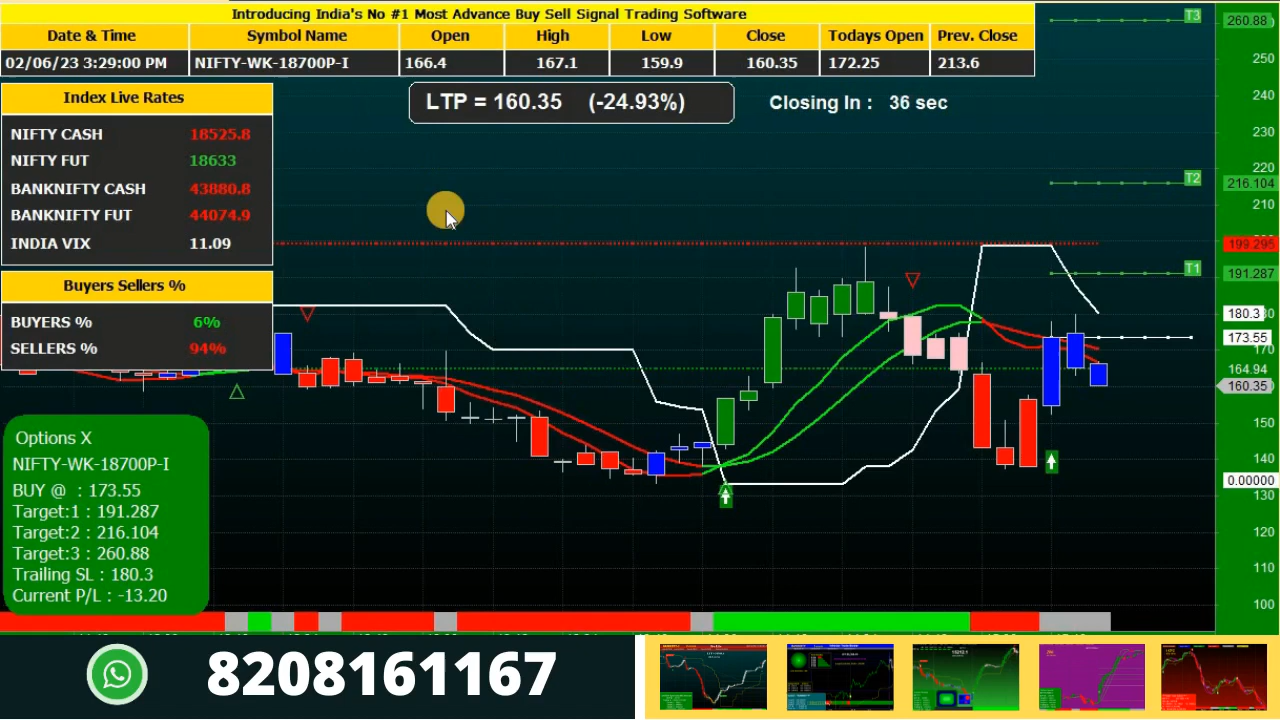 Introducing India's No #1 Most Advance Buy Sell Signal Trading Software
Date & Time Symbol Name Open High Low Close Todays Open Prev. Close
02/06/23 3:29:00 PM NIFTY-WK-18700P-I 166.4 167.1 159.9 160.35 172.25 213.6
Index Live Rates
NIFTY CASH 18525.8
NIFTY FUT 18633
BANKNIFTY CASH 43880.8
BANKNIFTY FUT 44074.9
INDIA VIX 11.09
Buyers Sellers %
BUYERS % 6%
SELLERS % 94%
LTP = 160.35 (-24.93%)
Closing In : 36 sec
T3
260.88
250
240
230
220
T2
216.104
210
199.295
T1
191.287
180.3
173.55
170
164.94
160.35
150
140
0.00000
130
120
110
100
Options X
NIFTY-WK-18700P-I
BUY @ : 173.55
Target:1 : 191.287
Target:2 : 216.104
Target:3 : 260.88
Trailing SL : 180.3
Current P/L : -13.20
8208161167